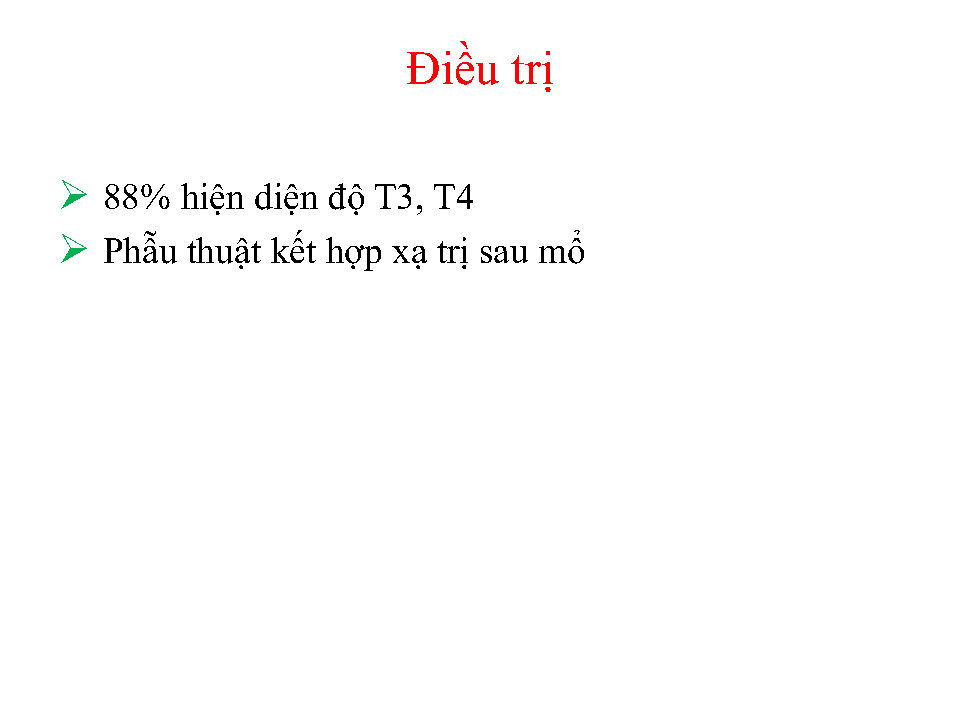 Điều trị
88% hiện diện độ T3, T4
Phẫu thuật kết hợp xạ trị sau mổ